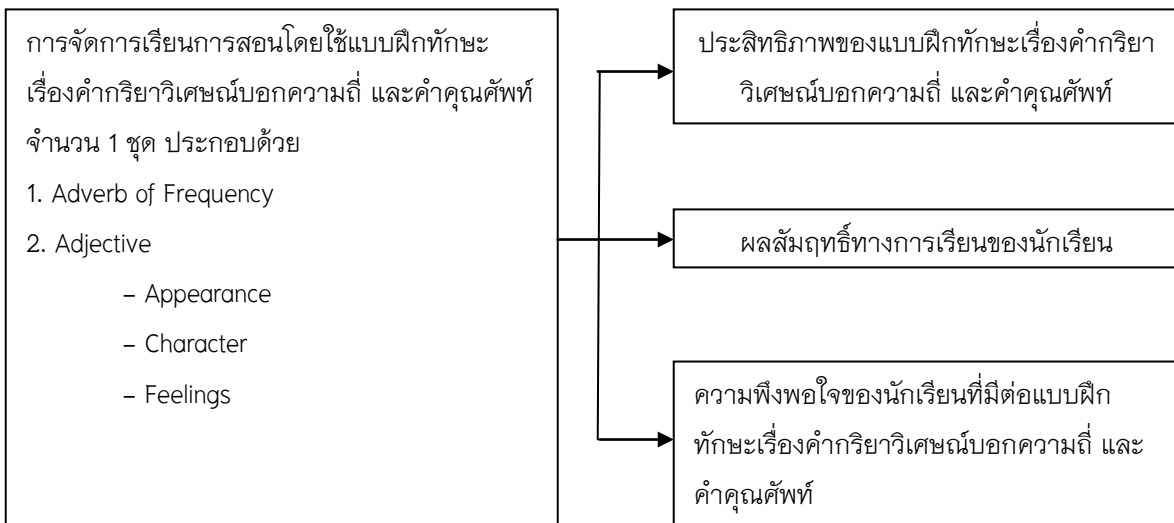 การจัดการเรียนการสอนโดยใช้แบบฝึกทักษะ
เรื่องคำกริยาวิเศษณ์บอกความถี่ และคำคุณศัพท์
จำนวน 1 ชุด ประกอบด้วย
1. Adverb of Frequency
2. Adjective
– Appearance
– Character
– Feelings
ประสิทธิภาพของแบบฝึกทักษะเรื่องคำกริยา
วิเศษณ์บอกความถี่ และคำคุณศัพท์
ผลสัมฤทธิ์ทางการเรียนของนักเรียน
ความพึงพอใจของนักเรียนที่มีต่อแบบฝึก
ทักษะเรื่องคำกริยาวิเศษณ์บอกความถี่ และ
คำคุณศัพท์